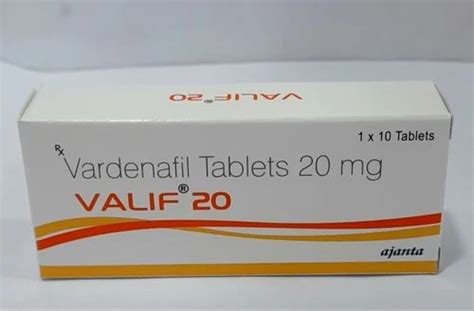 VALIF® 20
1 x 10 Tablets
Rx
Vardenafil Tablets 20 mg
VALIF® 20
ajanta